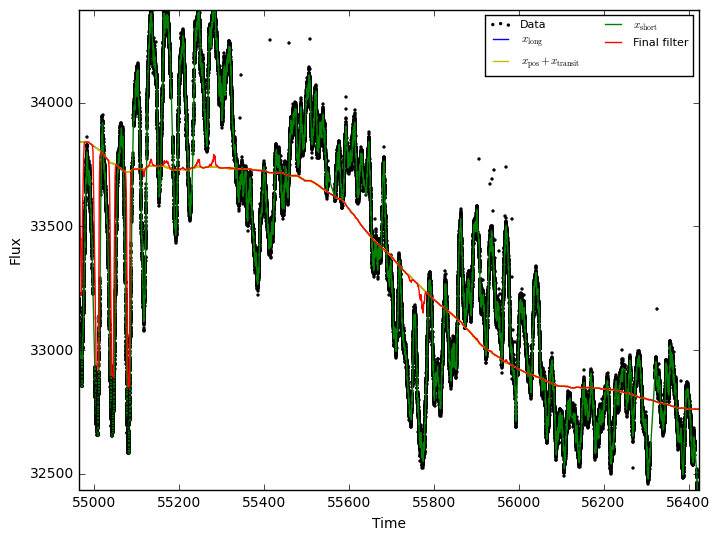 Data
x_long
x_pos + x_transit
x_short
Final filter
34000
33500
33000
32500
Flux
55000 55200 55400 55600 55800 56000 56200 56400
Time